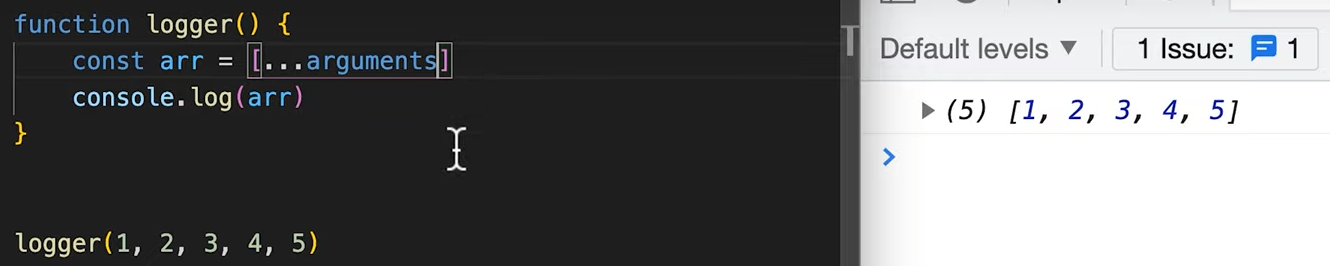 function logger() {
const arr = [...arguments]
console.log(arr)
}
logger(1, 2, 3, 4, 5)
Default levels ▼
1 Issue: 1
(5) [1, 2, 3, 4, 5]